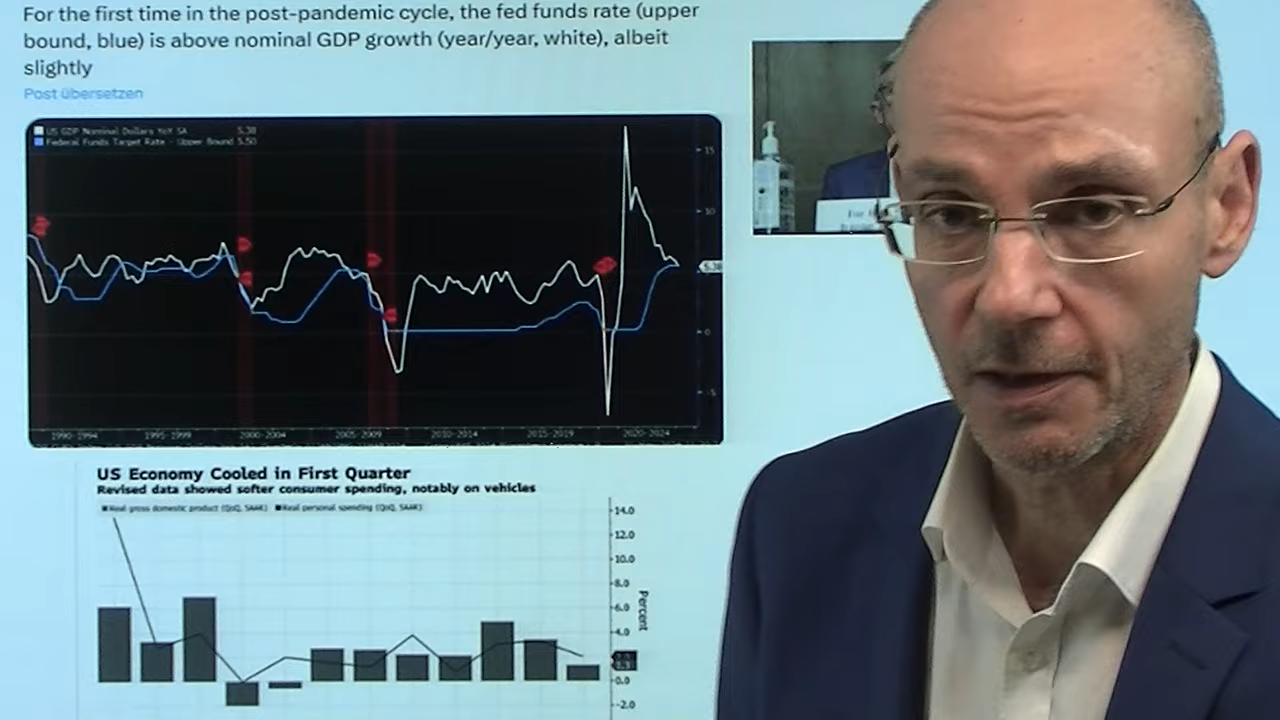 For the first time in the post-pandemic cycle, the fed funds rate (upper
bound, blue) is above nominal GDP growth (year/year, white), albeit
slightly
Post übersetzen
US GDP Nominal Dollars YoY SA 5.38
Federal Funds Target Rate - Upper Bound 5.50
15
10
5.38
0
-5
1990-1994 1995-1999 2000-2004 2005-2009 2010-2014 2015-2019 2020-2024
US Economy Cooled in First Quarter
Revised data showed softer consumer spending, notably on vehicles
Real gross domestic product (QoQ, SAAR) Real personal spending (QoQ, SAAR)
14.0
12.0
10.0
8.0
6.0
4.0
0.0
-2.0
Percent